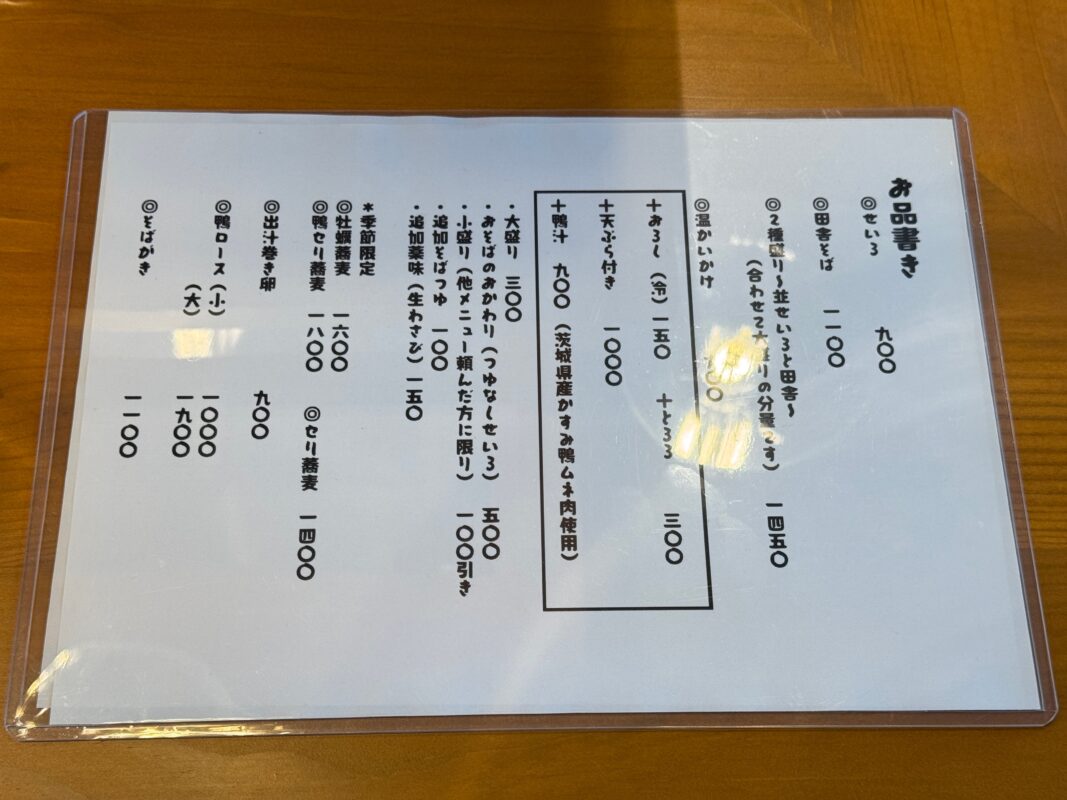 お品書き
◎せいろ 九〇〇
◎田舎そば 一一〇〇
◎2種盛り～並せいろと田舎～
(合わせて大盛りの分量です) 一四五〇
◎温かいかけ
+おろし(冷) 一五〇 +とろろ 三〇〇
+天ぷら付き 一〇〇〇
+鴨汁 九〇〇 (茨城県産かすみ鴨ムネ肉使用)
・大盛り 三〇〇
・おそばのおかわり(つゆなしせいろ) 五〇〇
・小盛り(他メニュー頼んだ方に限り) 一〇〇引き
・追加そばつゆ 一〇〇
・追加薬味(生わさび) 一五〇
*季節限定
◎牡蠣蕎麦 一六〇〇
◎鴨セリ蕎麦 一八〇〇 ◎セリ蕎麦 一四〇〇
◎出汁巻き卵 九〇〇
◎鴨ロース(小) 一〇〇〇
(大) 一九〇〇
◎そばがき 一一〇〇